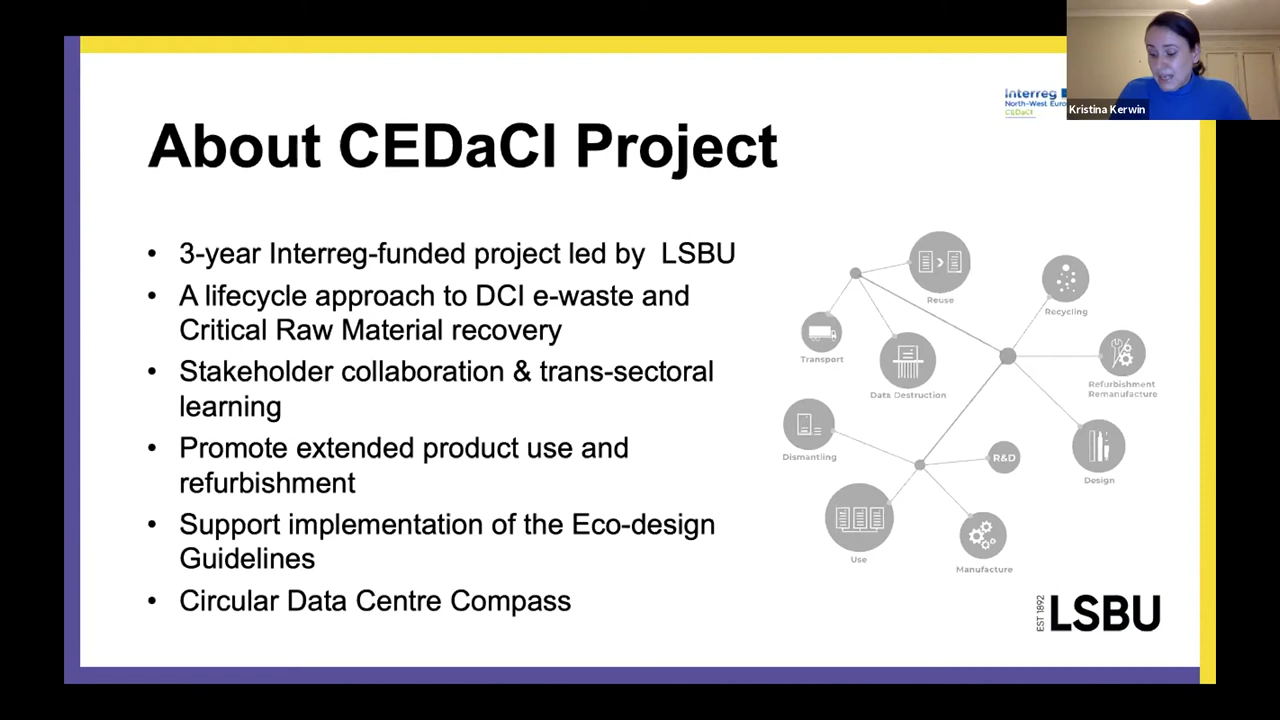 Interreg
North-West Euro
CEDaCI
Kristina Kerwin
About CEDaCI Project
• 3-year Interreg-funded project led by LSBU
• A lifecycle approach to DCI e-waste and
Critical Raw Material recovery
• Stakeholder collaboration & trans-sectoral
learning
• Promote extended product use and
refurbishment
• Support implementation of the Eco-design
Guidelines
• Circular Data Centre Compass
Reuse
Recycling
Transport
Data Destruction
Refurbishment
Remanufacture
Dismantling
R&D
Design
Use
Manufacture
EST 1892
LSBU